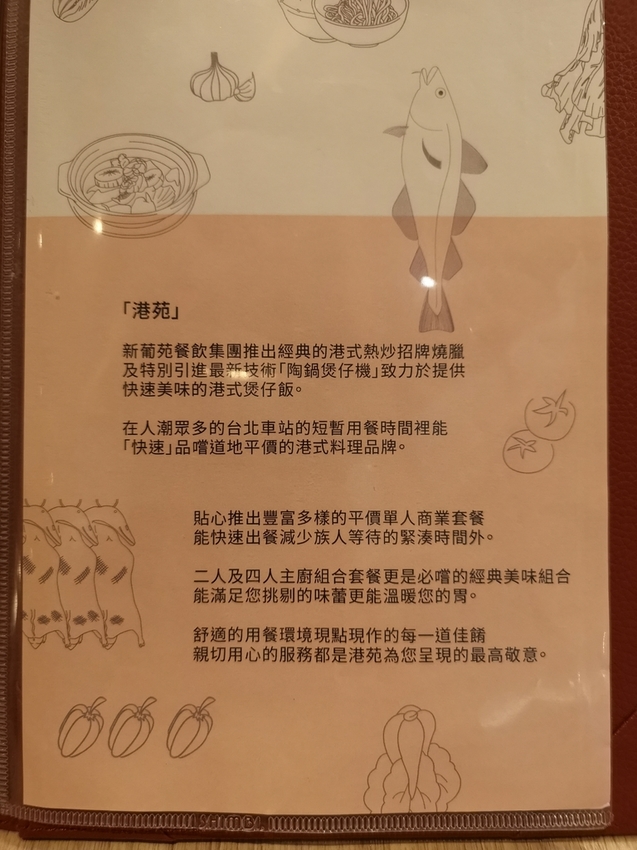 「港苑」
新葡苑餐飲集團推出經典的港式熱炒招牌燒臘
及特別引進最新技術「陶鍋煲仔機」致力於提供
快速美味的港式煲仔飯。
在人潮眾多的台北車站的短暫用餐時間裡能
「快速」品嚐道地平價的港式料理品牌。
貼心推出豐富多樣的平價單人商業套餐
能快速出餐減少族人等待的緊湊時間外。
二人及四人主廚組合套餐更是必嚐的經典美味組合
能滿足您挑剔的味蕾更能溫暖您的胃。
舒適的用餐環境現點現作的每一道佳餚
親切用心的服務都是港苑為您呈現的最高敬意。